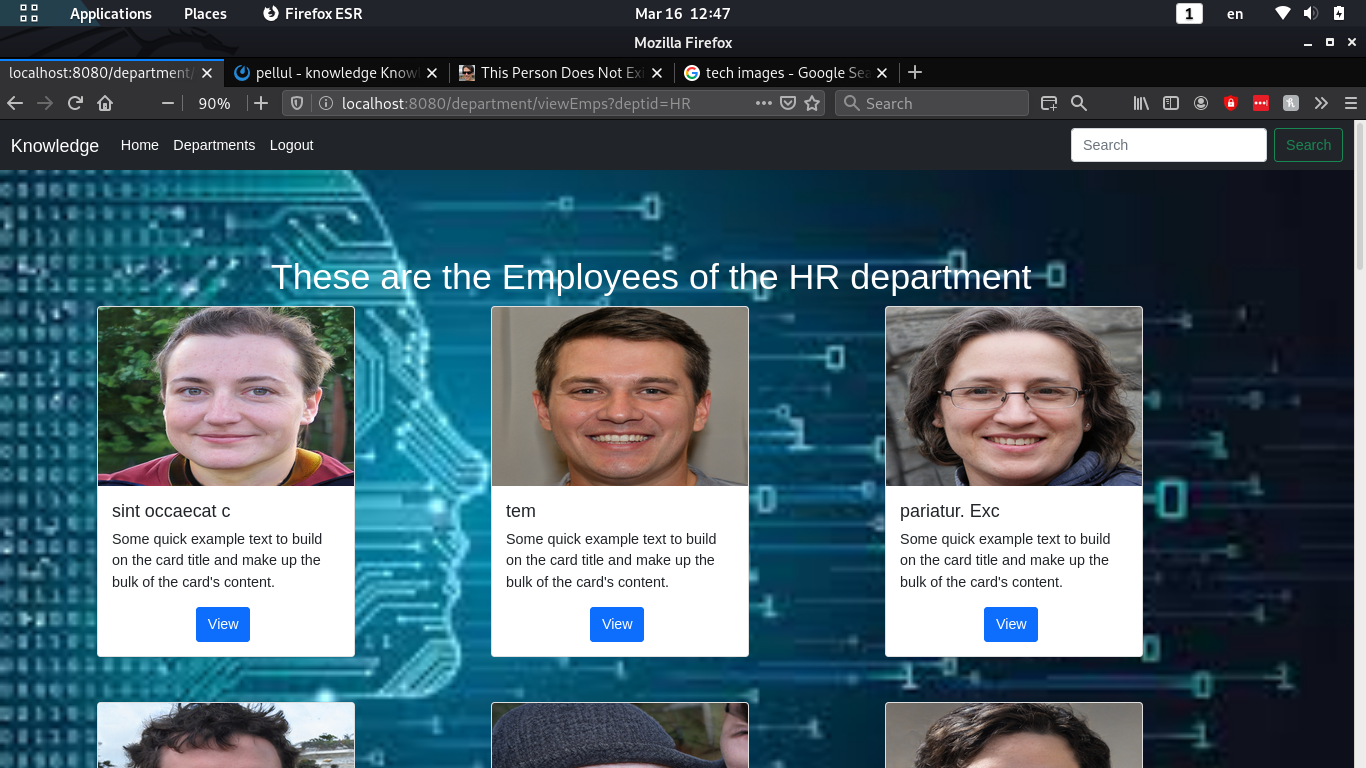 Applications Places Firefox ESR Mar 16 12:47 1 en
Mozilla Firefox
localhost:8080/department/ pellul - knowledge Know This Person Does Not Ex tech images - Google Sea
90% localhost:8080/department/viewEmps?deptid=HR Search
Knowledge Home Departments Logout Search Search
These are the Employees of the HR department
sint occaecat c
Some quick example text to build
on the card title and make up the
bulk of the card's content.
View
tem
Some quick example text to build
on the card title and make up the
bulk of the card's content.
View
pariatur. Exc
Some quick example text to build
on the card title and make up the
bulk of the card's content.
View